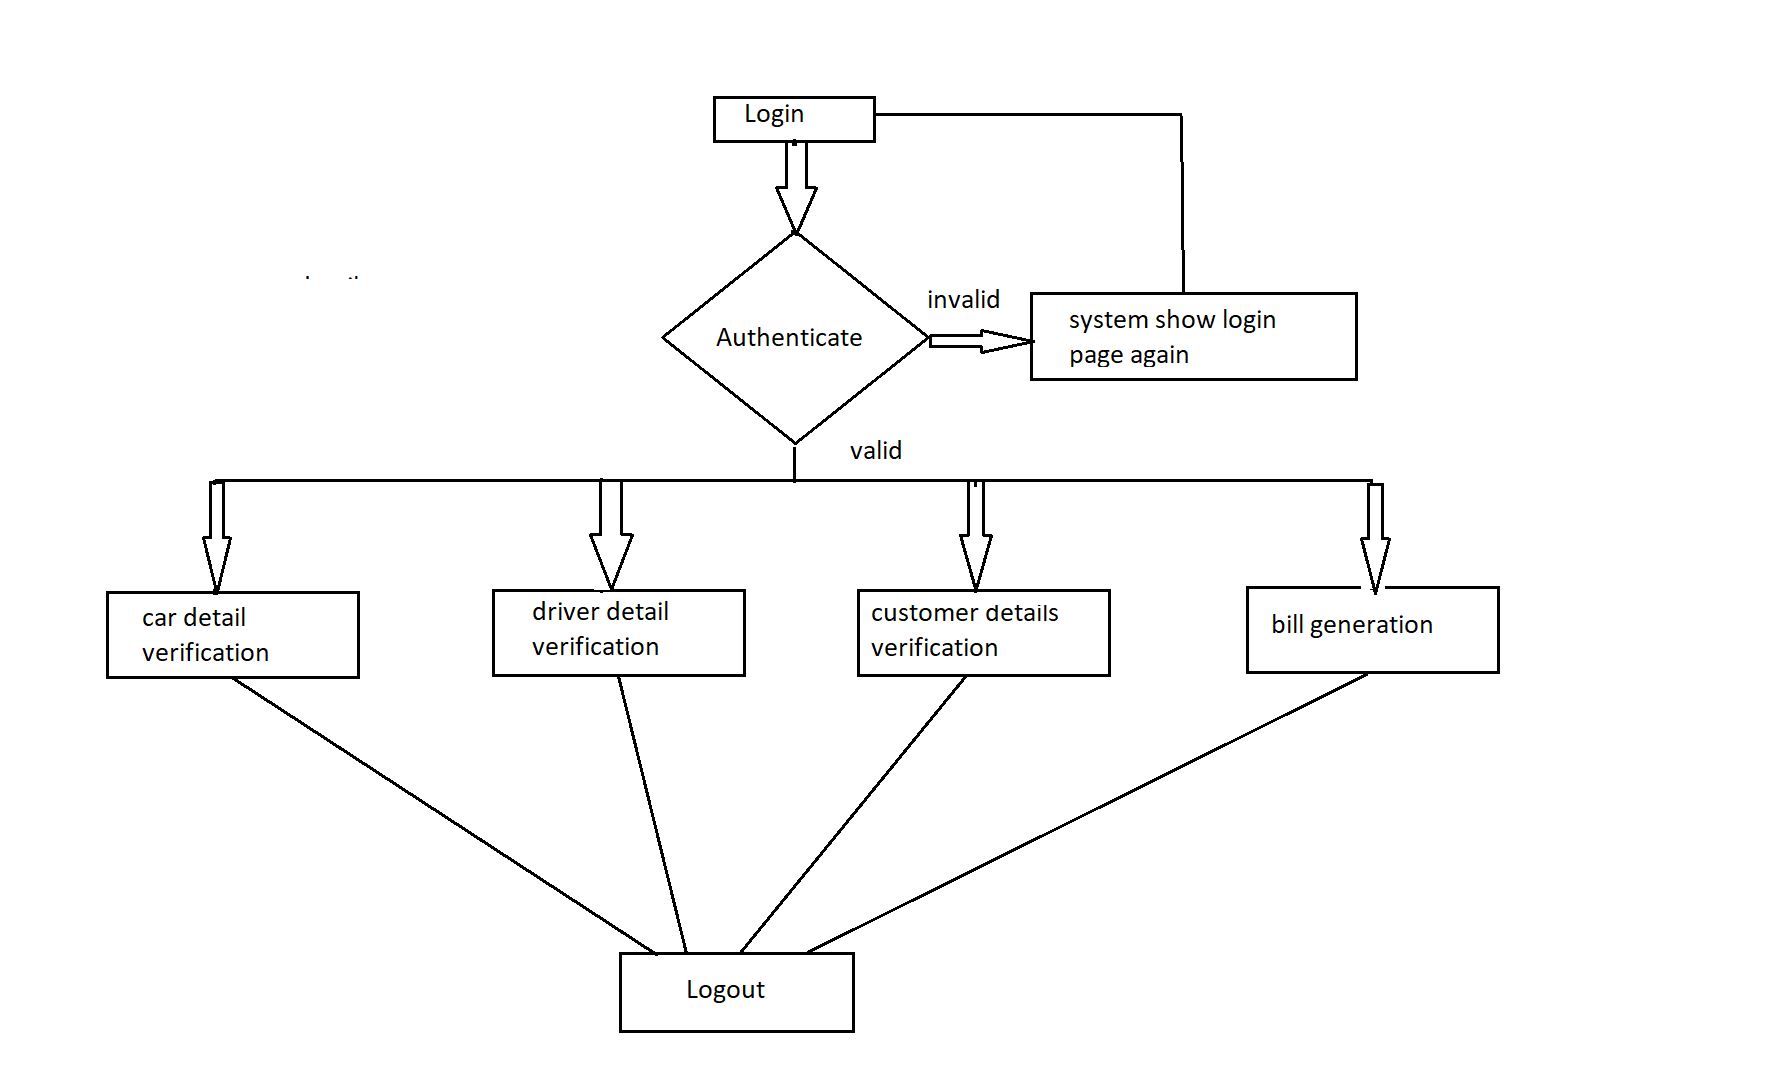 Login
invalid
system show login
page again
Authenticate
valid
car detail
verification
driver detail
verification
customer details
verification
bill generation
Logout